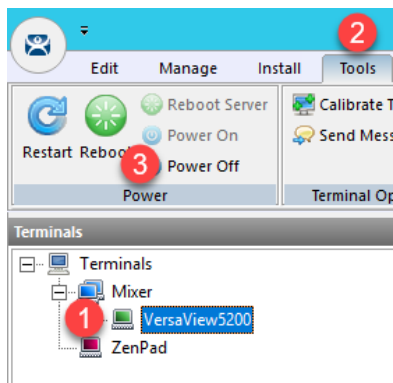 2
Edit Manage Install Tools
Reboot Server
Calibrate T
Power On
Send Mess
Restart Reboot
3
Power Off
Power
Terminal Op
Terminals
Terminals
Mixer
1
VersaView5200
ZenPad